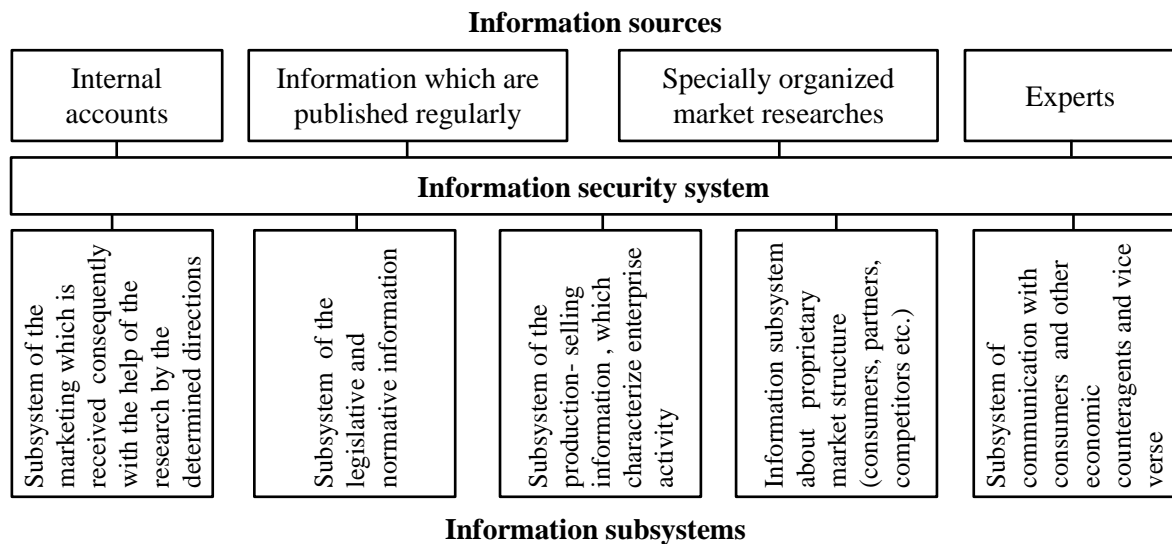 Information sources
Internal
accounts
Information which are
published regularly
Specially organized
market researches
Experts
Information security system
Subsystem of the
marketing which is
received consequently
with the help of the
research by the
determined directions
Subsystem of the
legislative and
normative information
Subsystem of the
production- selling
information , which
characterize enterprise
activity
Information subsystem
about proprietary
market structure
(consumers, partners,
competitors etc.)
Subsystem of
communication with
consumers and other
economic
counteragents and vice
verse
Information subsystems